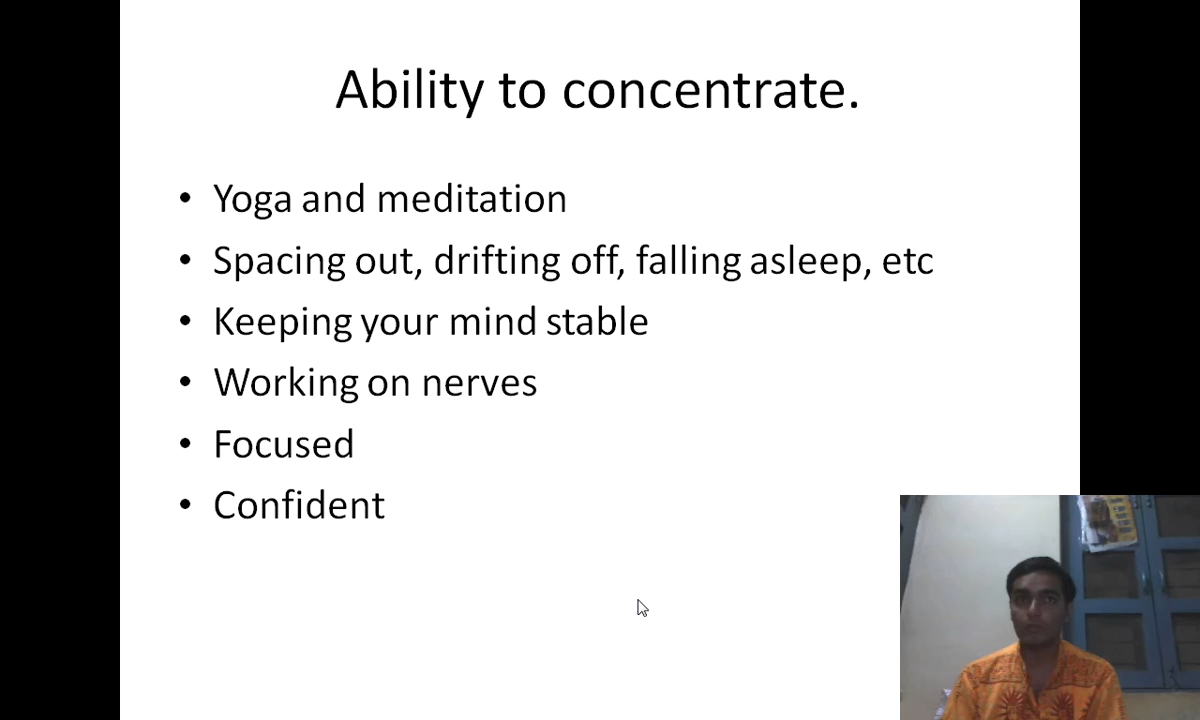 Ability to concentrate.
• Yoga and meditation
• Spacing out, drifting off, falling asleep, etc
• Keeping your mind stable
• Working on nerves
• Focused
• Confident